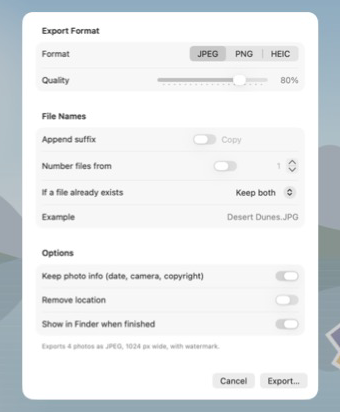 Export Format
Format JPEG PNG HEIC
Quality 80%
File Names
Append suffix Copy
Number files from 1
If a file already exists Keep both
Example Desert Dunes.JPG
Options
Keep photo info (date, camera, copyright)
Remove location
Show in Finder when finished
Exports 4 photos as JPEG, 1024 px wide, with watermark.
Cancel Export...